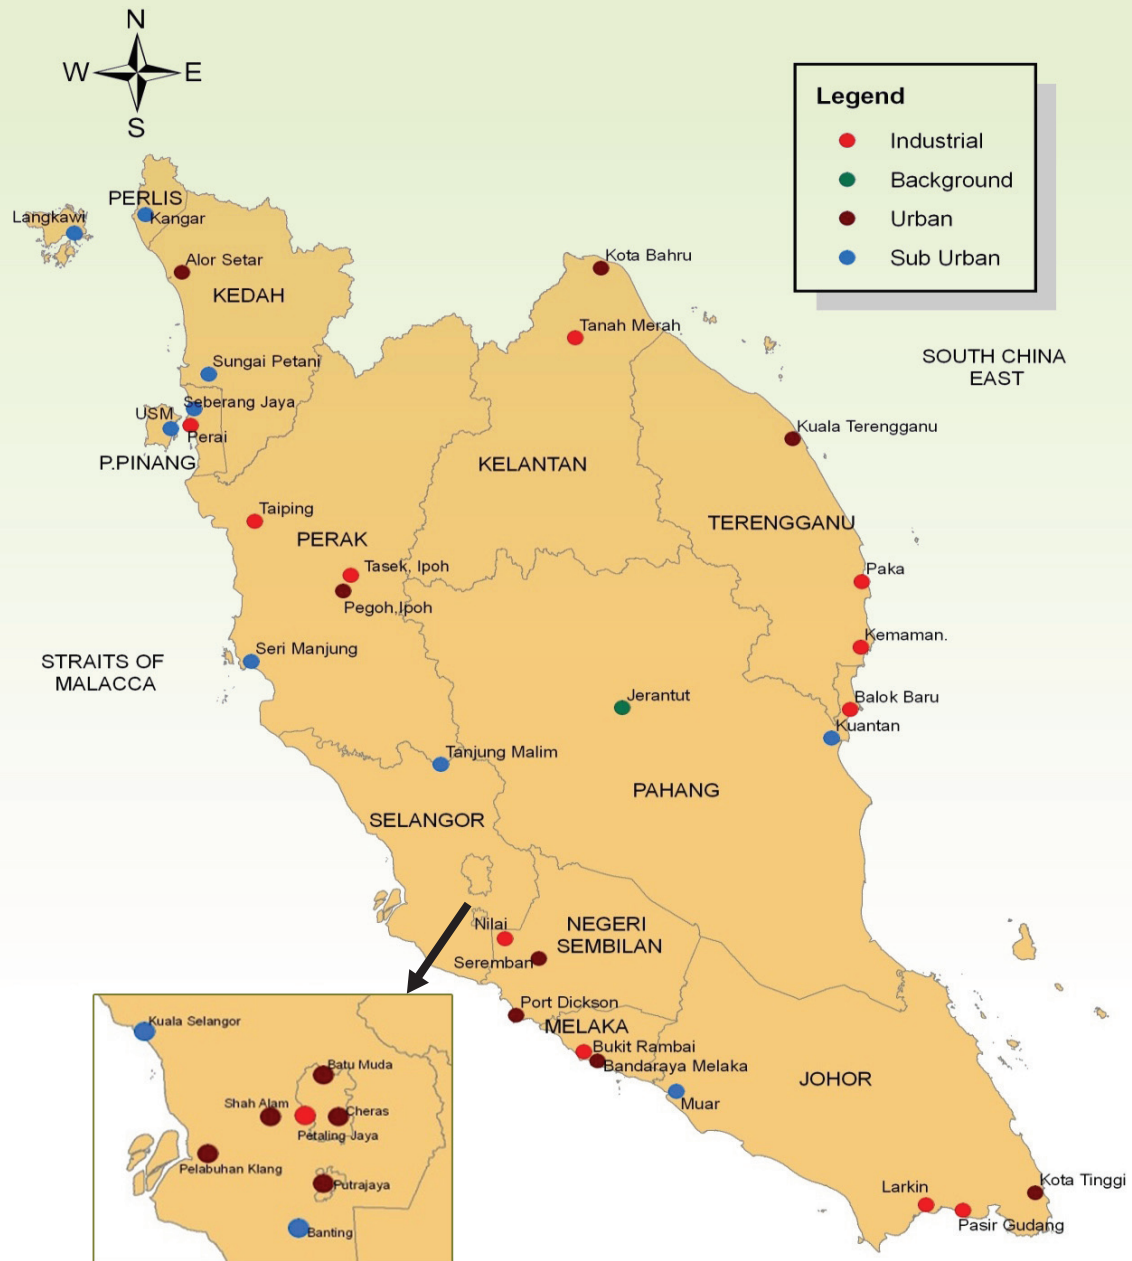 N
W E
S
Legend
Industrial
Background
Urban
Sub Urban
PERLIS
Langkawi
Kangar
Alor Setar
KEDAH
Kota Bahru
Tanah Merah
SOUTH CHINA
EAST
Sungai Petani
Seberang Jaya
USM
Perai
P.PINANG
Kuala Terengganu
KELANTAN
TERENGGANU
Taiping
PERAK
Tasek, Ipoh
Pegoh,Ipoh
Paka
Kemaman.
Seri Manjung
STRAITS OF
MALACCA
Jerantut
Balok Baru
Kuantan
Tanjung Malim
PAHANG
SELANGOR
Nilai
NEGERI
SEMBILAN
Seremban
Port Dickson
MELAKA
Bukit Rambai
Bandaraya Melaka
JOHOR
Muar
Kota Tinggi
Larkin
Pasir Gudang
Kuala Selangor
Batu Muda
Shah Alam
Cheras
Petaling Jaya
Pelabuhan Klang
Putrajaya
Banting